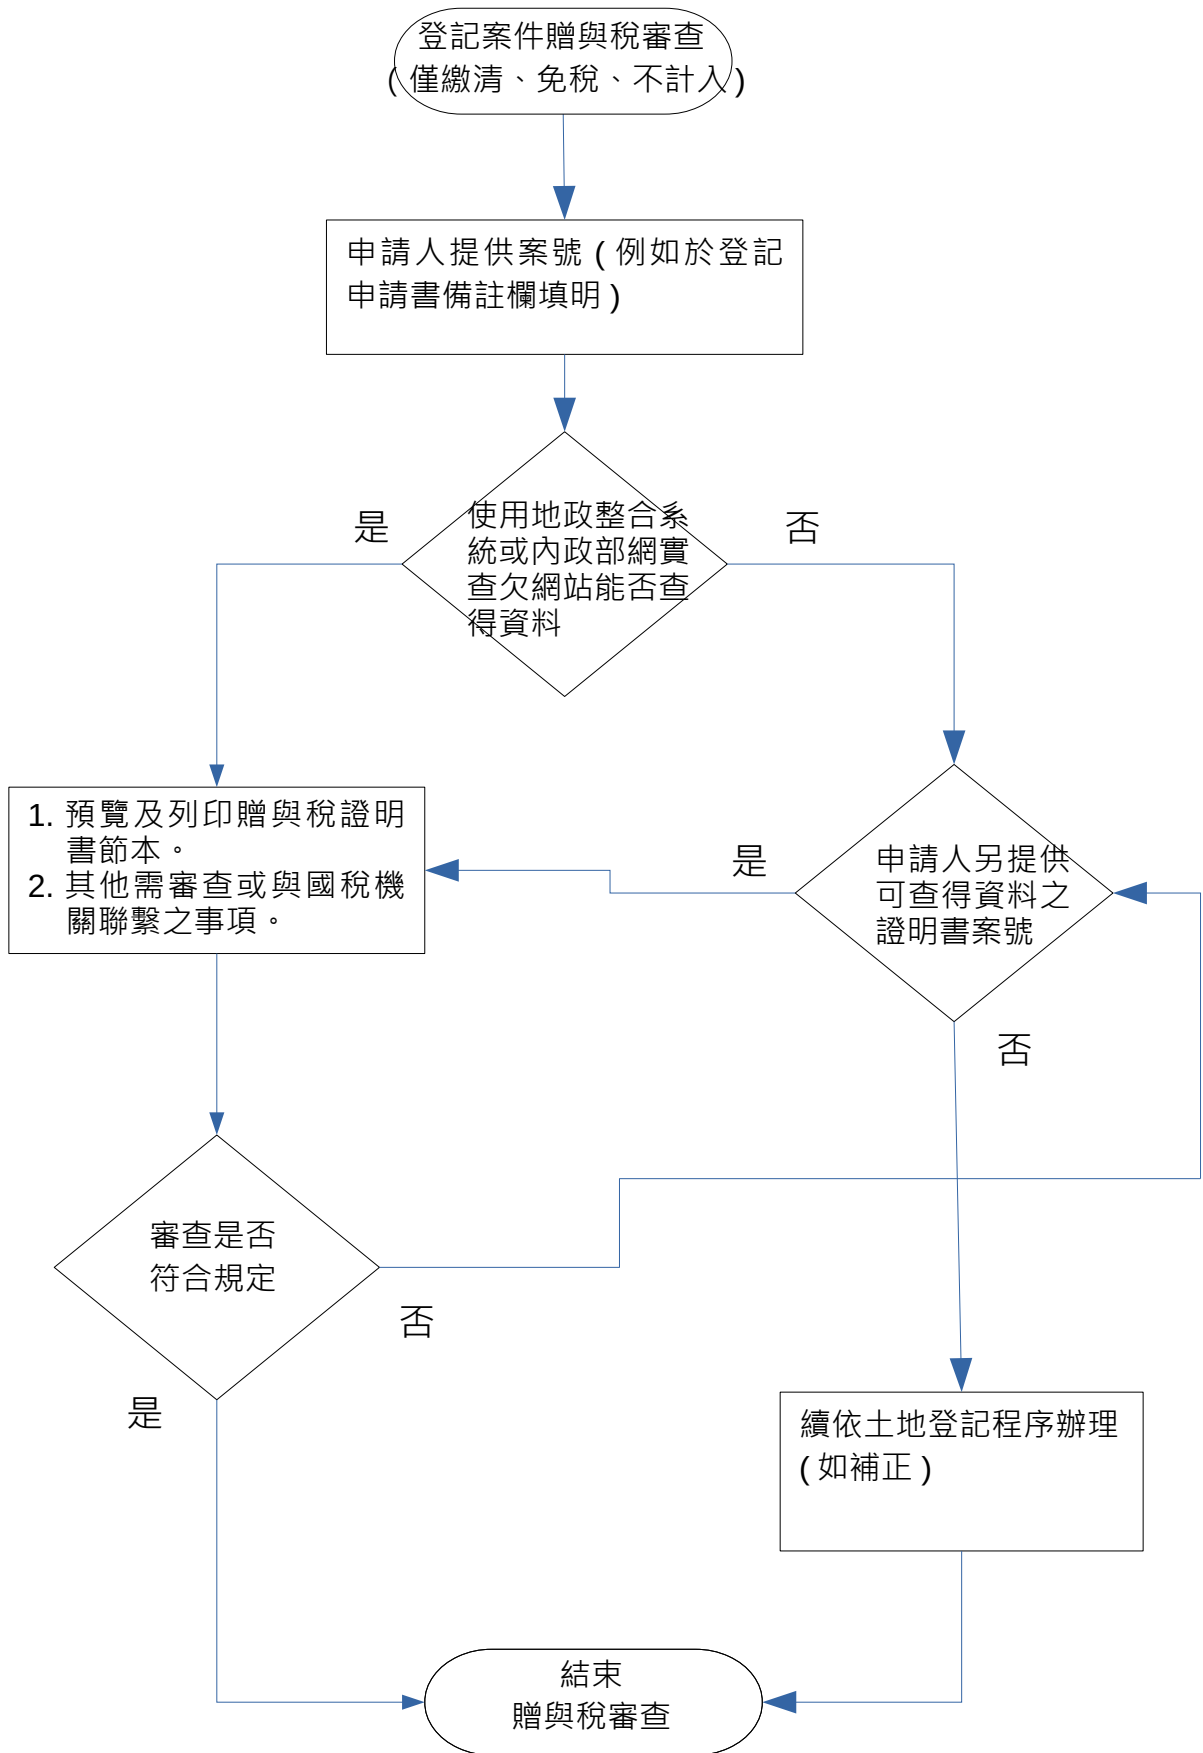 登記案件贈與稅審查
(僅繳清、免稅、不計入)
申請人提供案號(例如於登記
申請書備註欄填明)
是
否
使用地政整合系
統或內政部網實
查欠網站能否查
得資料
1. 預覽及列印贈與稅證明
書節本。
2. 其他需審查或與國稅機
關聯繫之事項。
是
申請人另提供
可查得資料之
證明書案號
否
審查是否
符合規定
否
是
續依土地登記程序辦理
(如補正)
結束
贈與稅審查